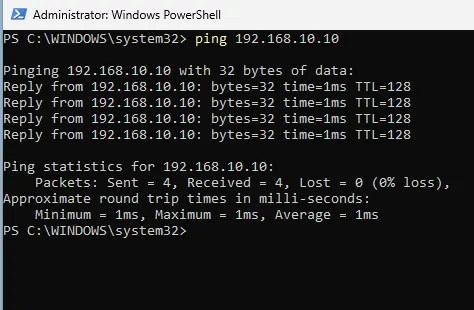 Administrator: Windows PowerShell
PS C:\WINDOWS\system32> ping 192.168.10.10
Pinging 192.168.10.10 with 32 bytes of data:
Reply from 192.168.10.10: bytes=32 time=1ms TTL=128
Reply from 192.168.10.10: bytes=32 time=1ms TTL=128
Reply from 192.168.10.10: bytes=32 time=1ms TTL=128
Reply from 192.168.10.10: bytes=32 time=1ms TTL=128
Ping statistics for 192.168.10.10:
Packets: Sent = 4, Received = 4, Lost = 0 (0% loss),
Approximate round trip times in milli-seconds:
Minimum = 1ms, Maximum = 1ms, Average = 1ms
PS C:\WINDOWS\system32>